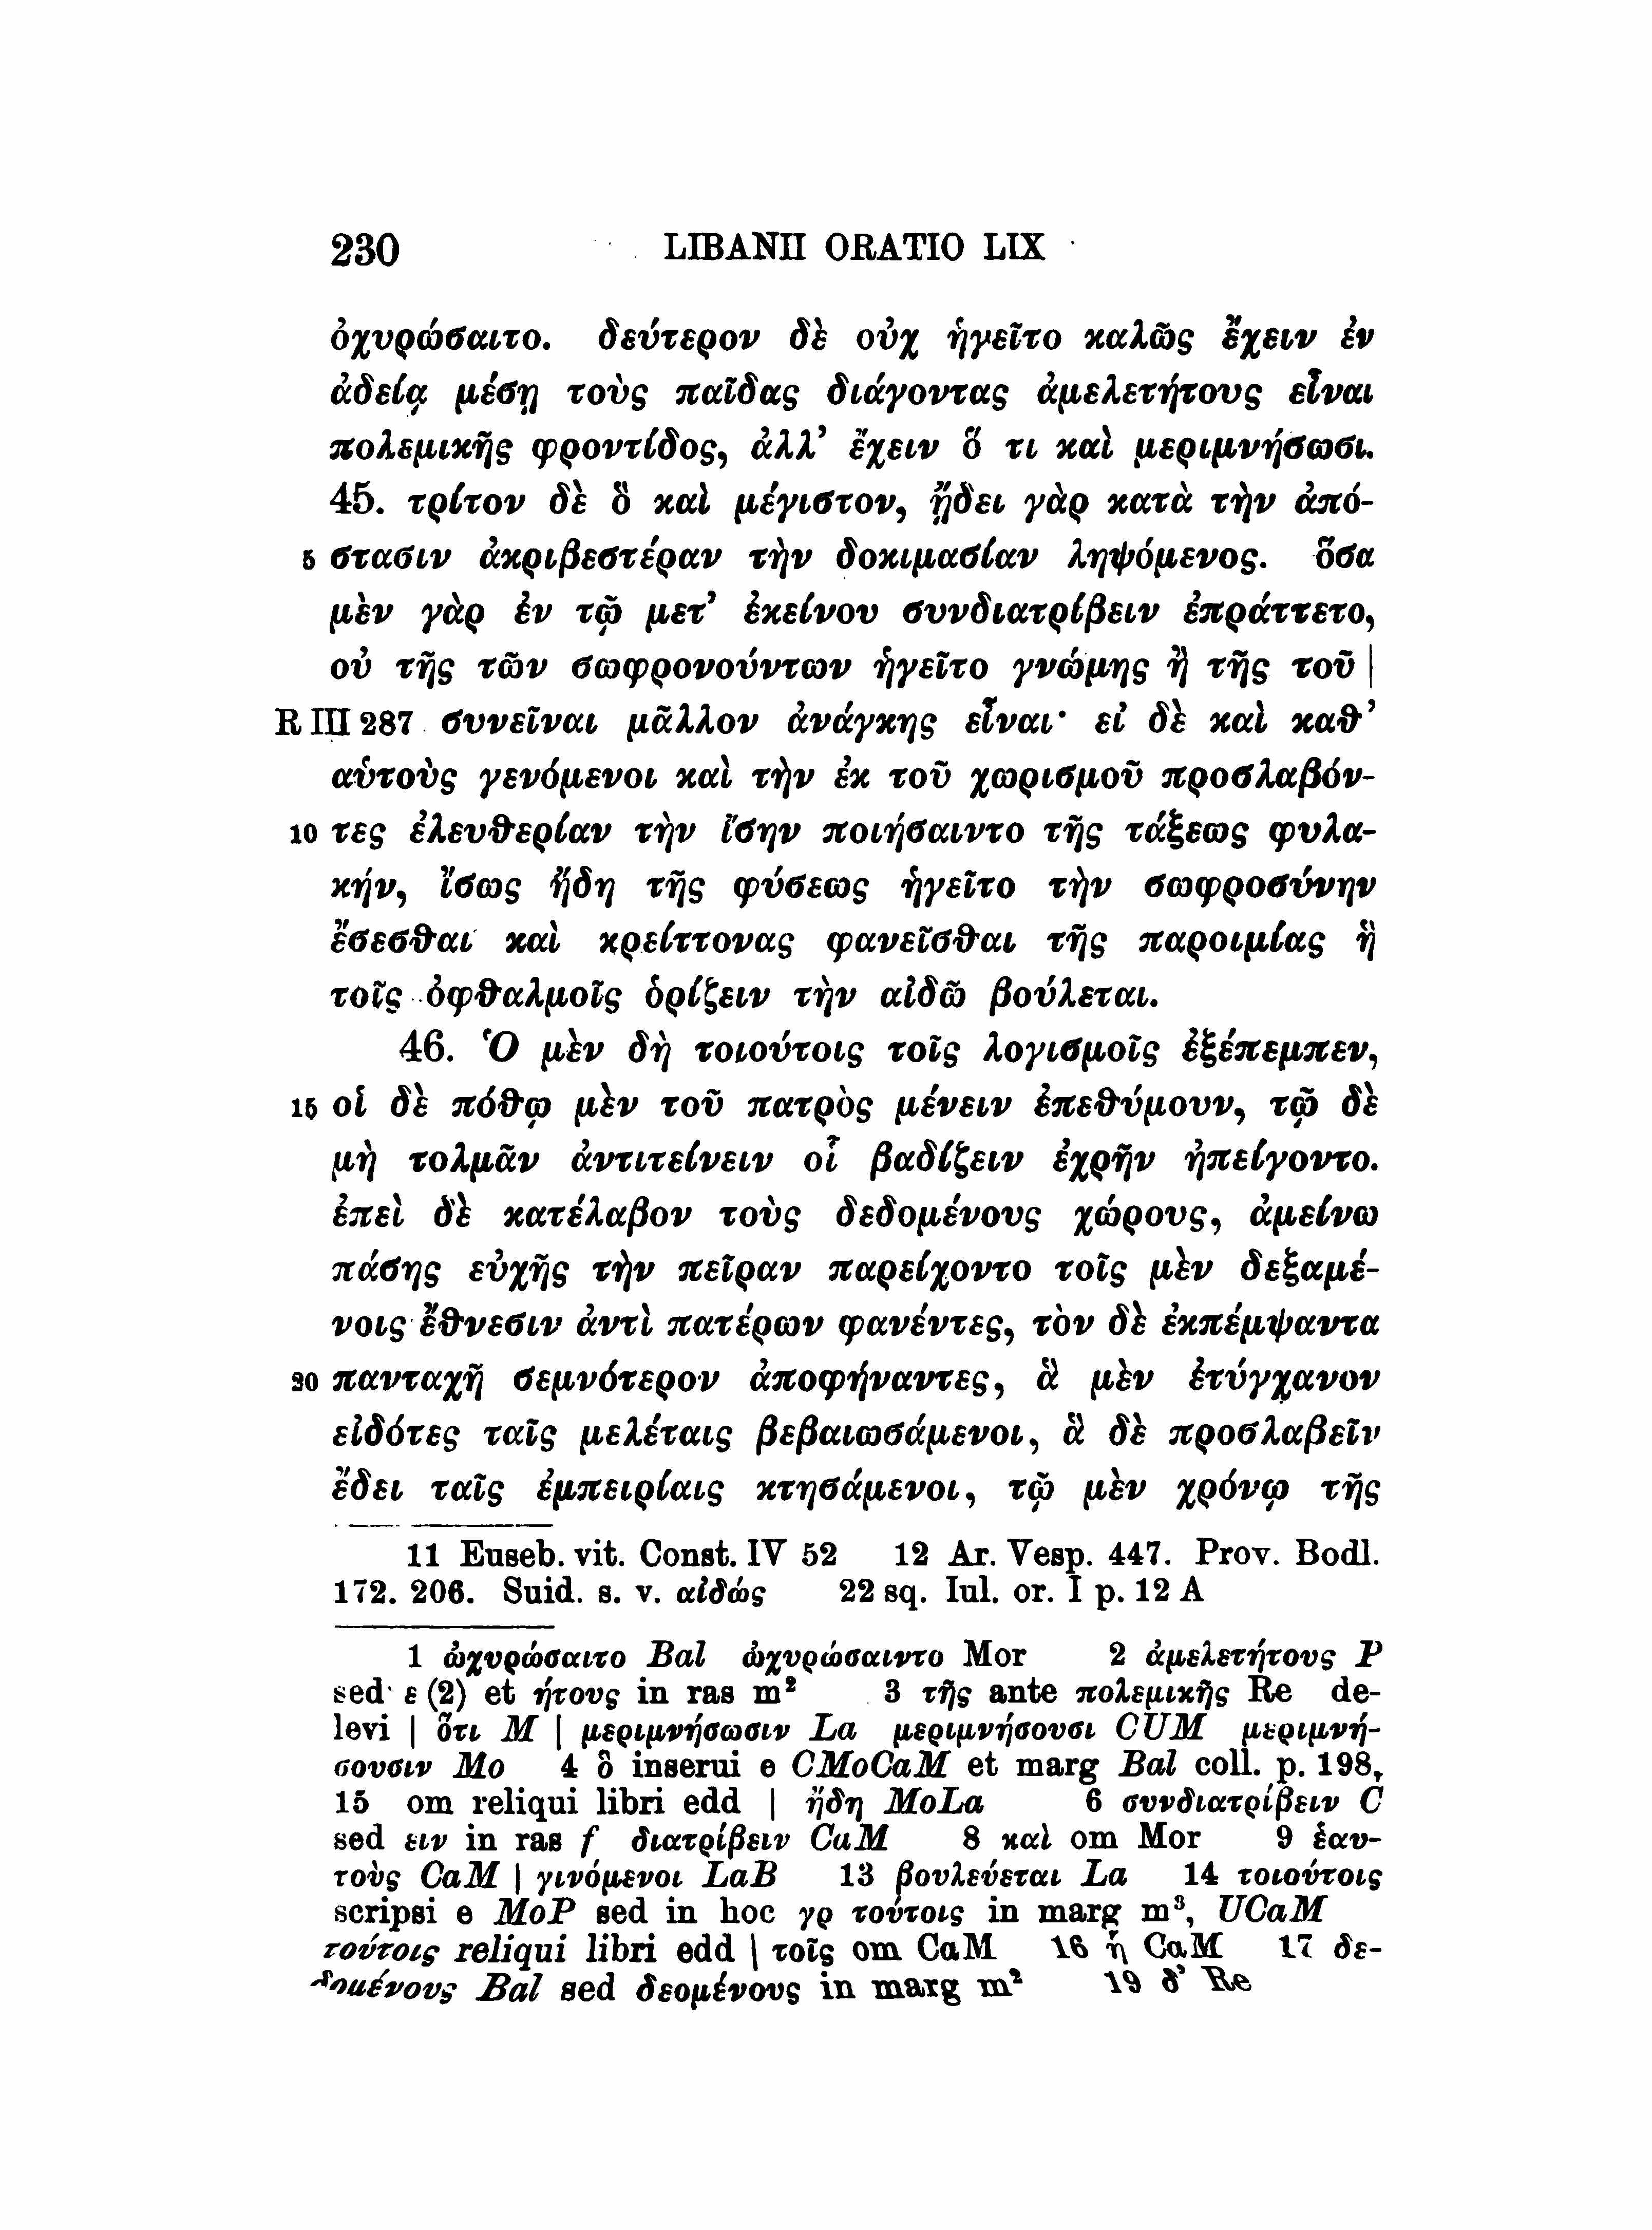 230 LIBANII ORATIO LIX
ὀχυρώσαιτο. δεύτερον δὲ οὐχ ἡγεῖτο καλῶς ἔχειν ἐν
ἀδείᾳ μέσῃ τοὺς παῖδας διάγοντας ἀμελετήτους εἶναι
πολεμικῆς φροντίδος, ἀλλ’ ἔχειν ὅ τι καὶ μεριμνήσωσι.
45. τρίτον δὲ ὃ καὶ μέγιστον, ᾔδει γὰρ κατὰ τὴν ἀπό-
5 στασιν ἀκριβεστέραν τὴν δοκιμασίαν ληψόμενος. ὅσα
μὲν γὰρ ἐν τῷ μετ’ ἐκείνου συνδιατρίβειν ἐπράττετο,
οὐ τῆς τῶν σωφρονούντων ἡγεῖτο γνώμης ἢ τῆς τοῦ |
R III 287 συνεῖναι μᾶλλον ἀνάγκης εἶναι· εἰ δὲ καὶ καθ’
αὑτοὺς γενόμενοι καὶ τὴν ἐκ τοῦ χωρισμοῦ προσλαβόν-
10 τες ἐλευθερίαν τὴν ἴσην ποιήσαιντο τῆς τάξεως φυλα-
κήν, ἴσως ἤδη τῆς φύσεως ἡγεῖτο τὴν σωφροσύνην
ἔσεσθαι καὶ κρείττονας φανεῖσθαι τῆς παροιμίας ἣ
τοῖς ὀφθαλμοῖς ὁρίζειν τὴν αἰδῶ βούλεται.
46. Ὁ μὲν δὴ τοιούτοις τοῖς λογισμοῖς ἐξέπεμπεν,
15 οἱ δὲ πόθῳ μὲν τοῦ πατρὸς μένειν ἐπεθύμουν, τῷ δὲ
μὴ τολμᾶν ἀντιτείνειν οἷ βαδίζειν ἐχρῆν ἠπείγοντο.
ἐπεὶ δὲ κατέλαβον τοὺς δεδομένους χώρους, ἀμείνω
πάσης εὐχῆς τὴν πεῖραν παρείχοντο τοῖς μὲν δεξαμέ-
νοις ἔθνεσιν ἀντὶ πατέρων φανέντες, τὸν δὲ ἐκπέμψαντα
20 πανταχῆ σεμνότερον ἀποφήναντες, ἃ μὲν ἐτύγχανον
εἰδότες ταῖς μελέταις βεβαιωσάμενοι, ἃ δὲ προσλαβεῖν
ἔδει ταῖς ἐμπειρίαις κτησάμενοι, τῷ μὲν χρόνῳ τῆς
11 Euseb. vit. Const. IV 52 12 Ar. Vesp. 447. Prov. Bodl.
172. 206. Suid. s. v. αἰδώς 22 sq. Iul. or. I p. 12 A
1 ὠχυρώσαιτο Bal ὠχυρώσαιντο Mor 2 ἀμελετήτους P
sed ε (2) et ήτους in ras m² 3 τῆς ante πολεμικῆς Re de-
levi | ὅτι M | μεριμνήσωσιν La μεριμνήσουσι CUM μεριμνή-
σουσιν Mo 4 ὃ inserui e CMoCaM et marg Bal coll. p. 198,
15 om reliqui libri edd | ἤδη MoLa 6 συνδιατρίβειν C
sed ειν in ras f διατρίβειν CaM 8 καὶ om Mor 9 ἑαυ-
τοὺς CaM | γινόμενοι LaB 13 βουλεύεται La 14 τοιούτοις
scripsi e MoP sed in hoc γρ τούτοις in marg m³, UCaM
τούτοις reliqui libri edd | τοῖς om CaM 16 ἧ CaM 17 δε-
δομένους Bal sed δεομένους in marg m² 19 δ’ Re